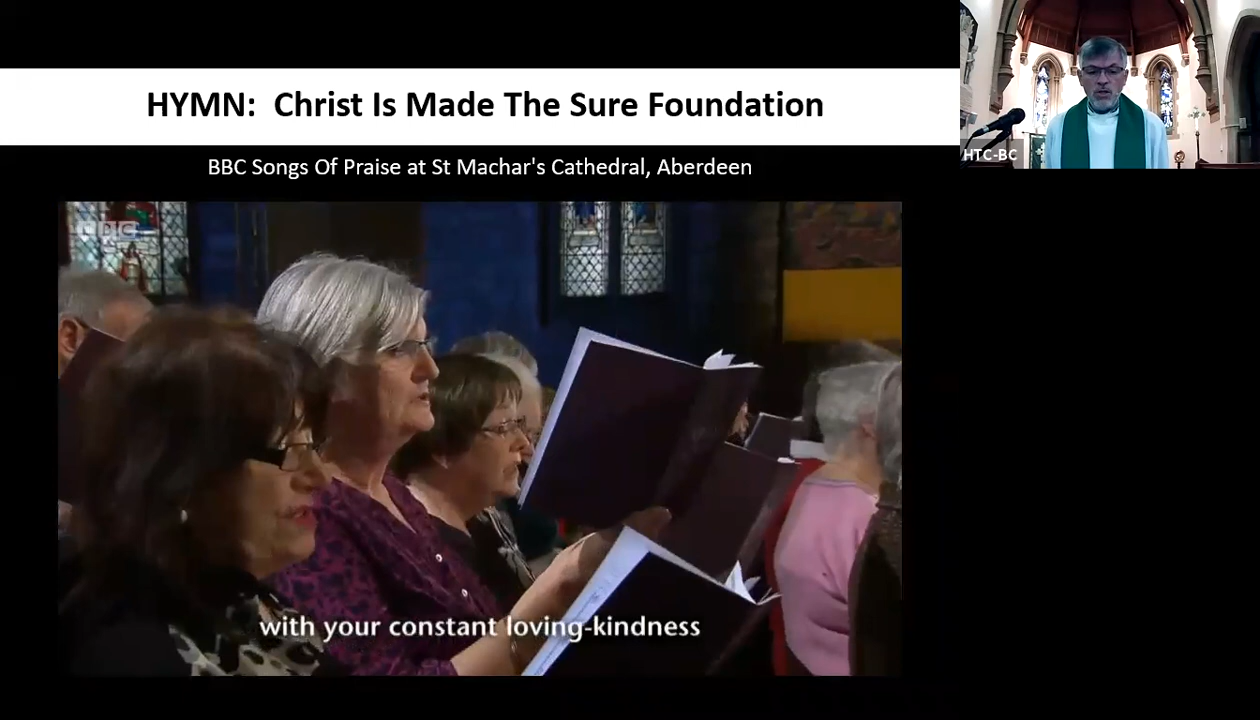 HYMN:  Christ Is Made The Sure Foundation
HTC-BC
BBC Songs Of Praise at St Machar's Cathedral, Aberdeen
BBC
with your constant loving-kindness